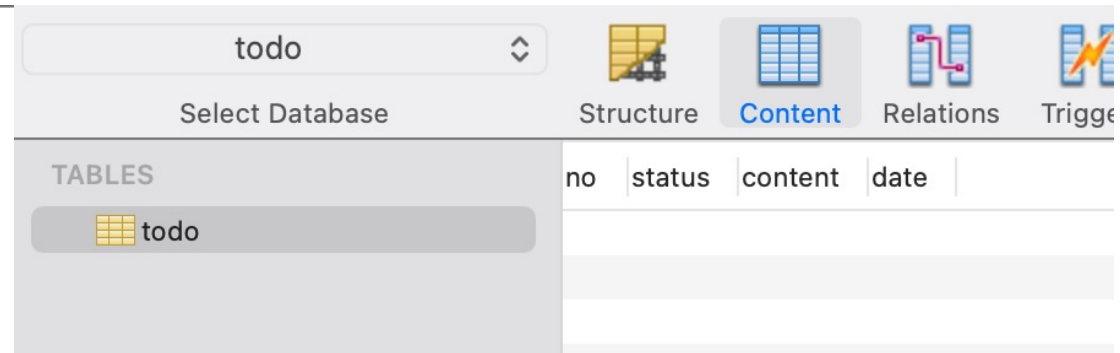 todo
Select Database
Structure Content Relations Trigge
TABLES
no status content date
todo